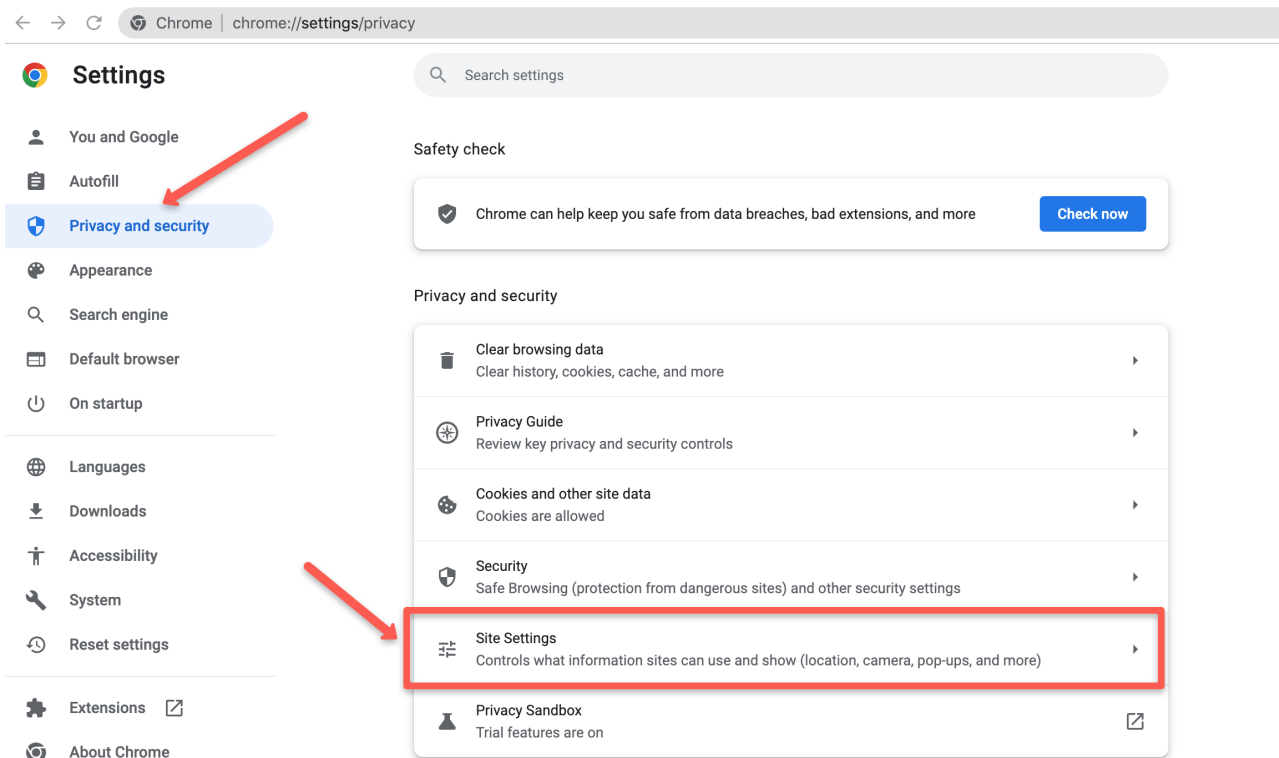 Chrome | chrome://settings/privacy
Settings
Search settings
You and Google
Autofill
Privacy and security
Appearance
Search engine
Default browser
On startup
Languages
Downloads
Accessibility
System
Reset settings
Extensions
About Chrome
Safety check
Chrome can help keep you safe from data breaches, bad extensions, and more
Check now
Privacy and security
Clear browsing data
Clear history, cookies, cache, and more
Privacy Guide
Review key privacy and security controls
Cookies and other site data
Cookies are allowed
Security
Safe Browsing (protection from dangerous sites) and other security settings
Site Settings
Controls what information sites can use and show (location, camera, pop-ups, and more)
Privacy Sandbox
Trial features are on